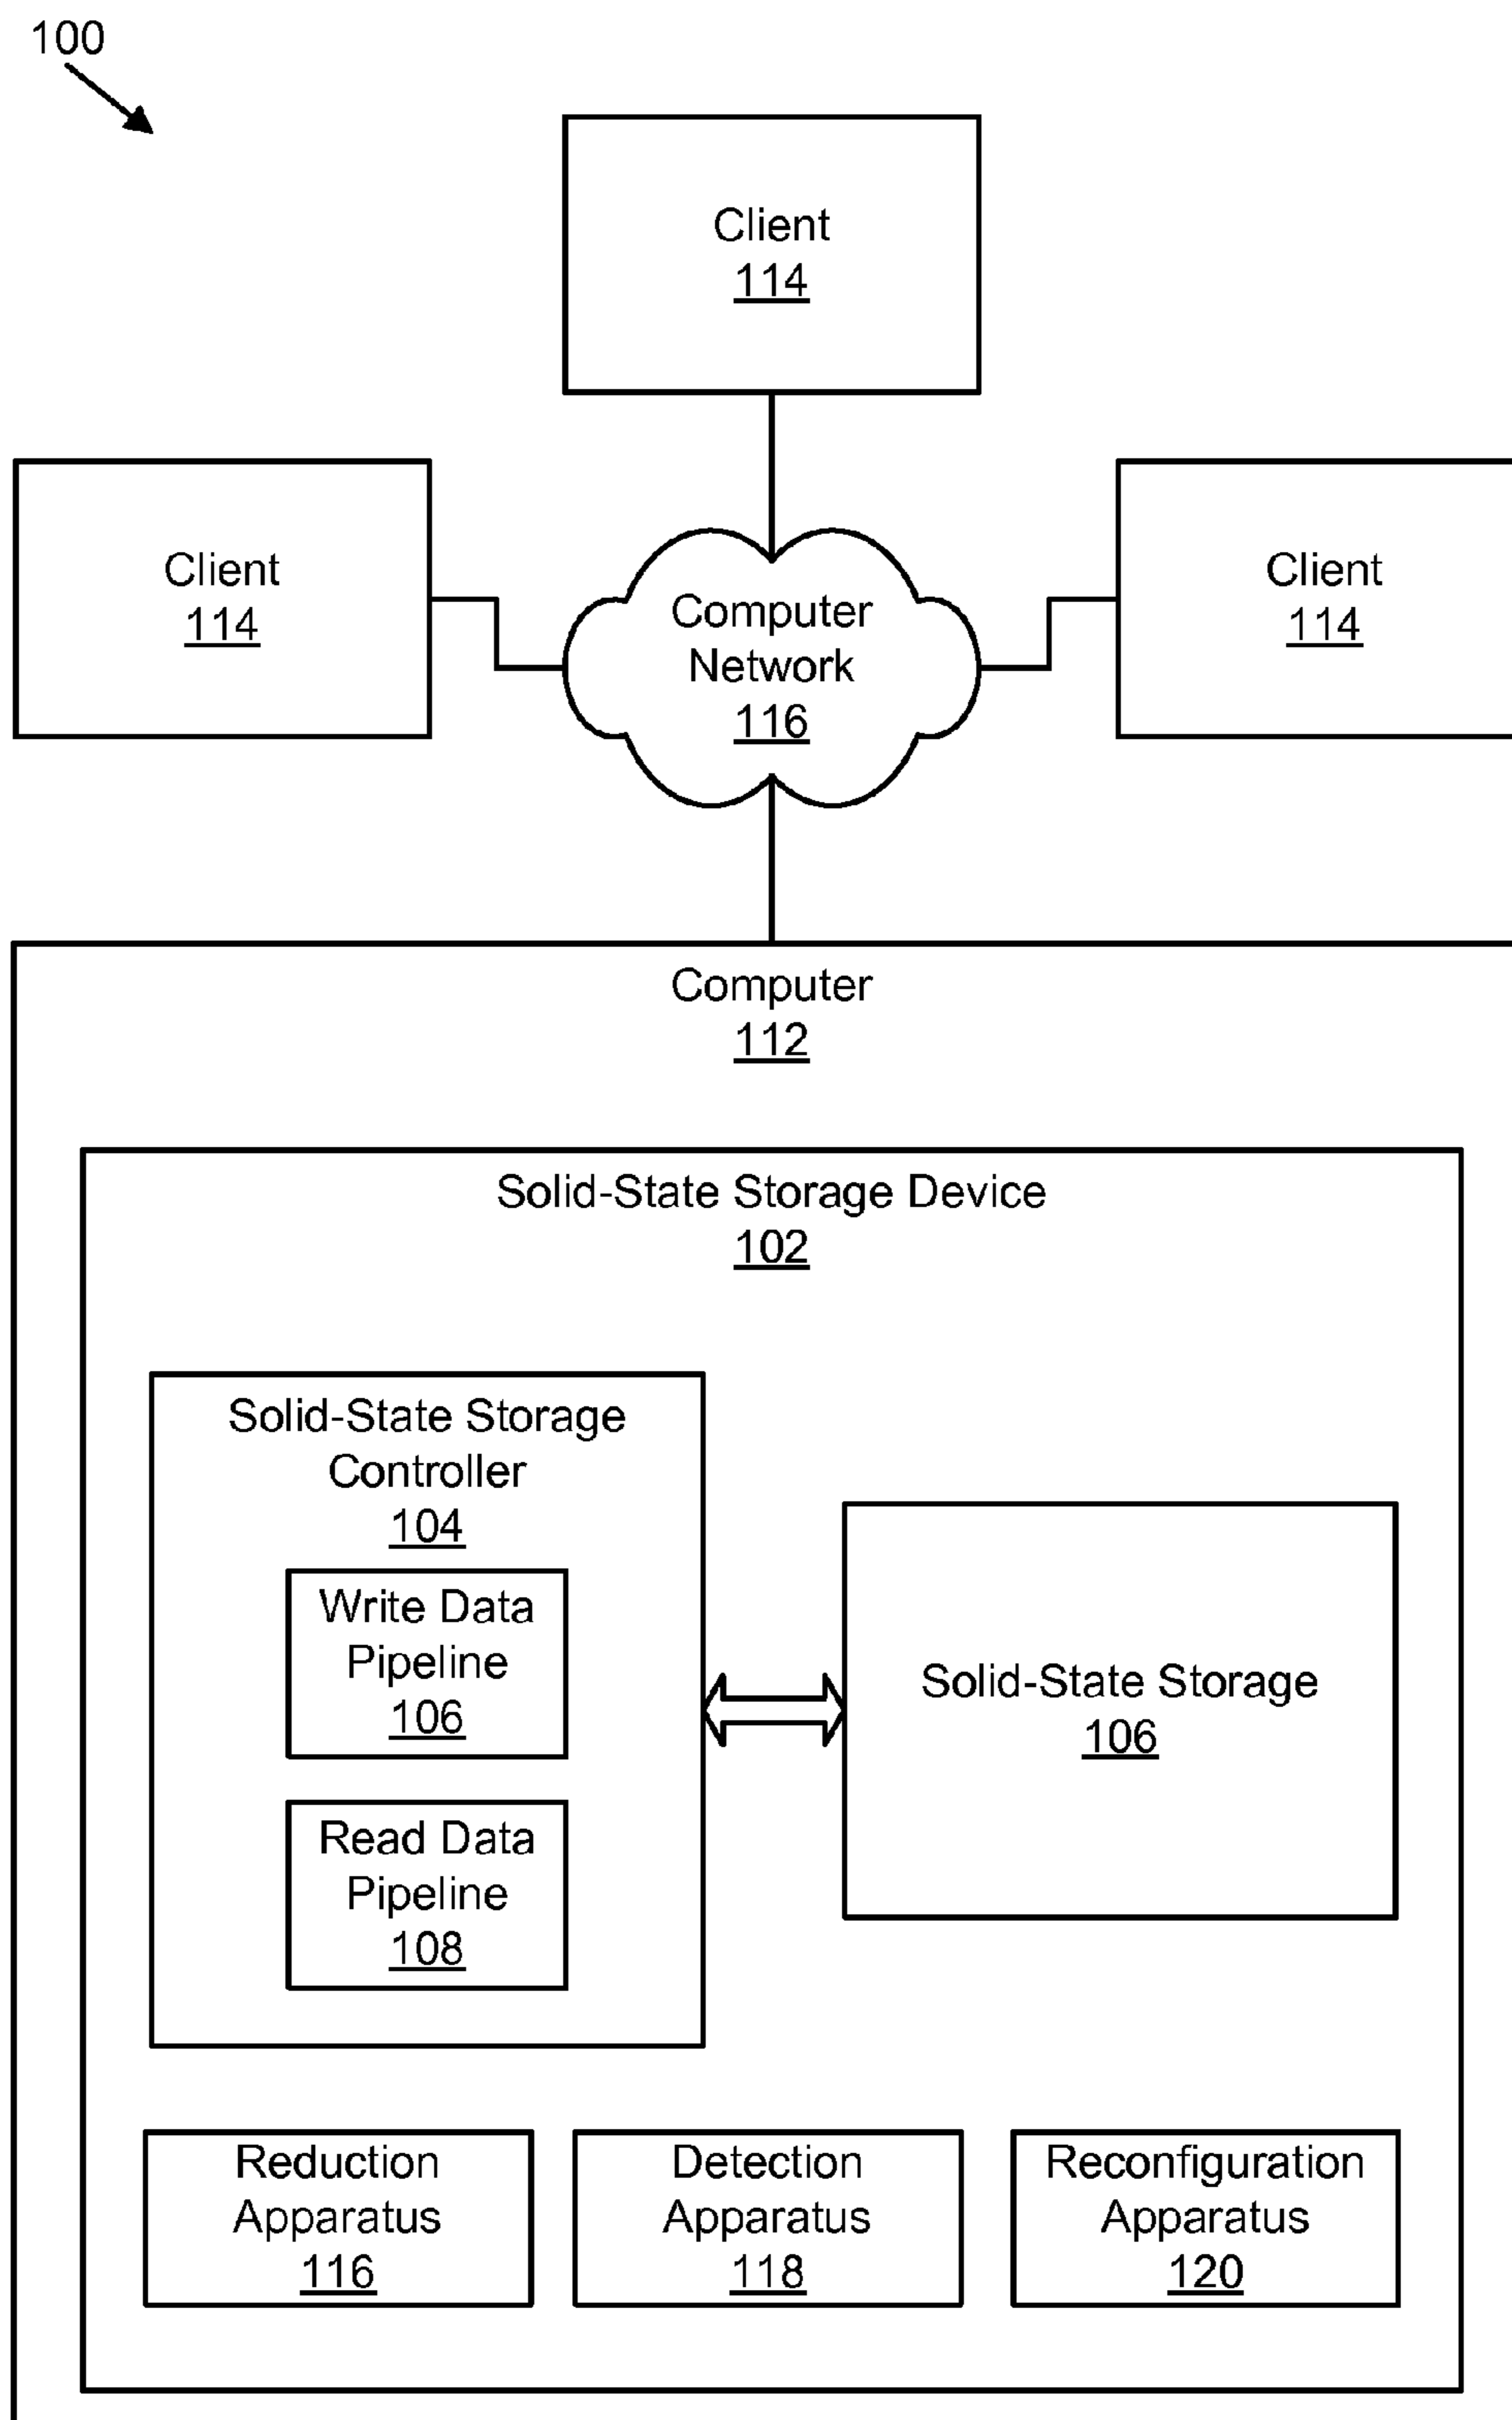 100
Client
114
Client
114
Computer
Network
116
Client
114
Computer
112
Solid-State Storage Device
102
Solid-State Storage
Controller
104
Write Data
Pipeline
106
Read Data
Pipeline
108
Solid-State Storage
106
Reduction
Apparatus
116
Detection
Apparatus
118
Reconfiguration
Apparatus
120